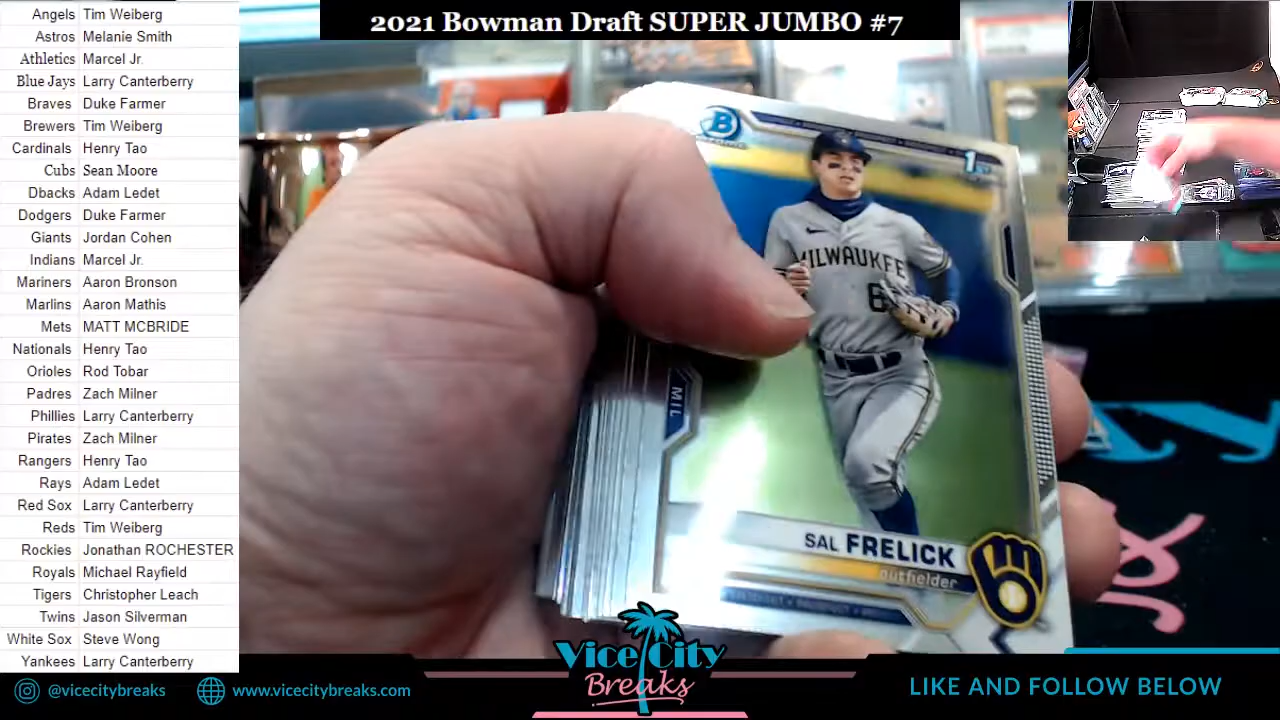 2021 Bowman Draft SUPER JUMBO #7
Angels Tim Weiberg
Astros Melanie Smith
Athletics Marcel Jr.
Blue Jays Larry Canterberry
Braves Duke Farmer
Brewers Tim Weiberg
Cardinals Henry Tao
Cubs Sean Moore
Dbacks Adam Ledet
Dodgers Duke Farmer
Giants Jordan Cohen
Indians Marcel Jr.
Mariners Aaron Bronson
Marlins Aaron Mathis
Mets MATT MCBRIDE
Nationals Henry Tao
Orioles Rod Tobar
Padres Zach Milner
Phillies Larry Canterberry
Pirates Zach Milner
Rangers Henry Tao
Rays Adam Ledet
Red Sox Larry Canterberry
Reds Tim Weiberg
Rockies Jonathan ROCHESTER
Royals Michael Rayfield
Tigers Christopher Leach
Twins Jason Silverman
White Sox Steve Wong
Yankees Larry Canterberry
B
1st
MILWAUKEE
MIL
SAL FRELICK
outfielder
@vicecitybreaks
www.vicecitybreaks.com
Vice City
Breaks
LIKE AND FOLLOW BELOW